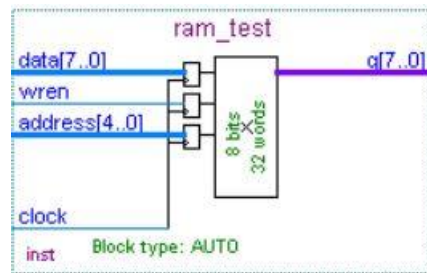 ram_test
data[7..0]
q[7..0]
wren
address[4..0]
8 bits
×
32 words
clock
inst
Block type: AUTO